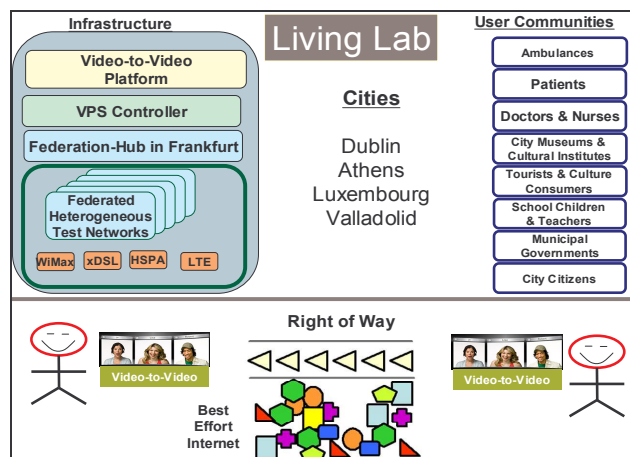 Infrastructure
Video-to-Video
Platform
VPS Controller
Federation-Hub in Frankfurt
Federated
Heterogeneous
Test Networks
WiMax xDSL HSPA LTE
Living Lab
Cities
Dublin
Athens
Luxembourg
Valladolid
User Communities
Ambulances
Patients
Doctors & Nurses
City Museums &
Cultural Institutes
Tourists & Culture
Consumers
School Children
& Teachers
Municipal
Governments
City Citizens
Right of Way
Video-to-Video
Video-to-Video
Best
Effort
Internet